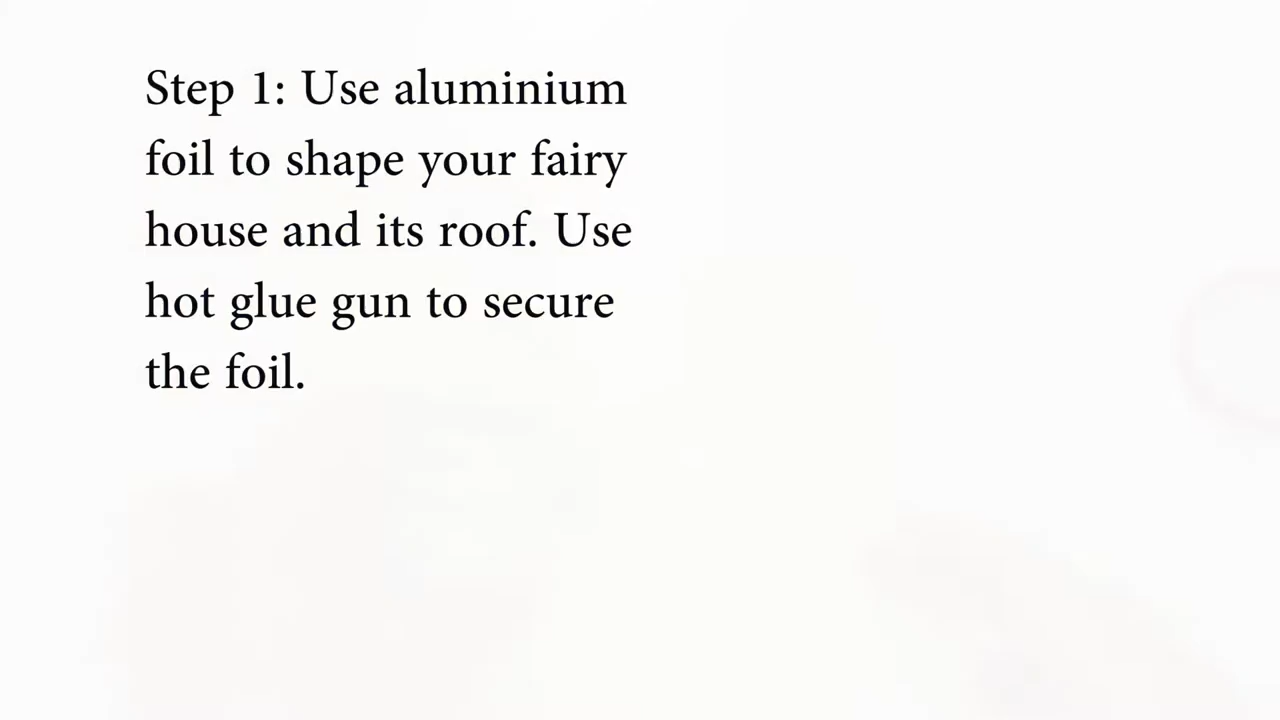 Step 1: Use aluminium
foil to shape your fairy
house and its roof. Use
hot glue gun to secure
the foil.